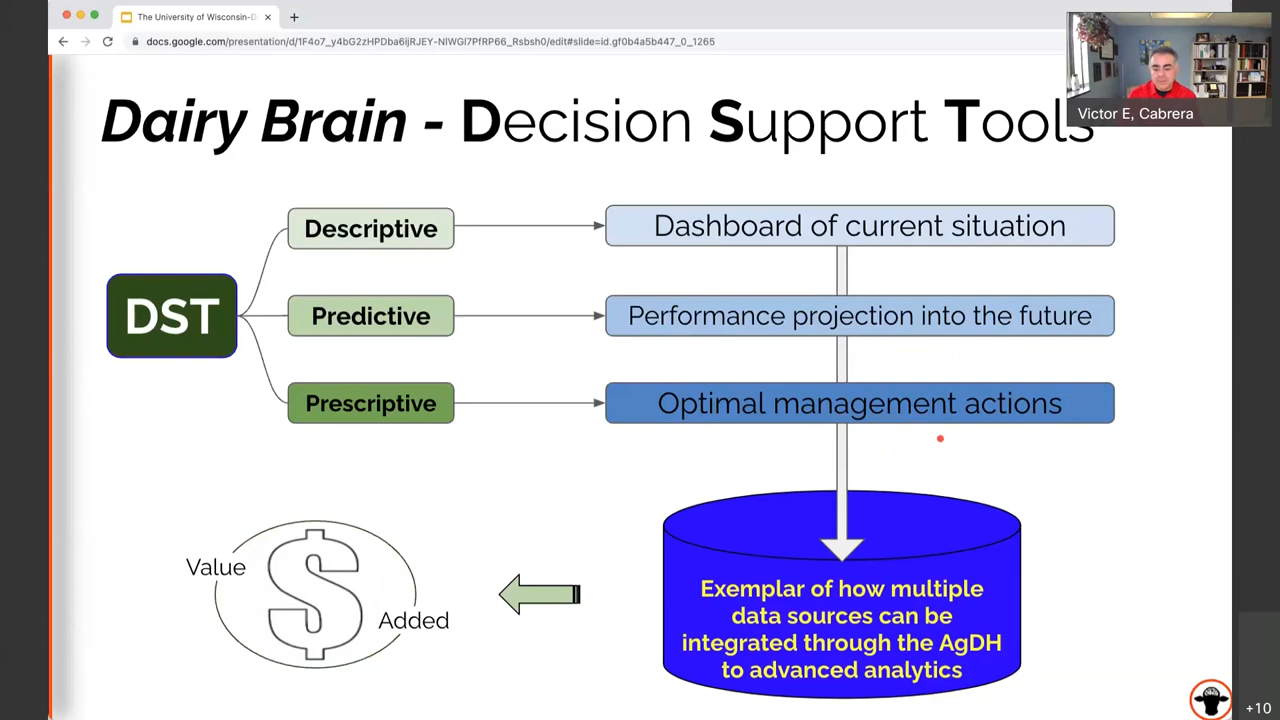 The University of Wisconsin-D
docs.google.com/presentation/d/1F4o7_y4bG2zHPDba6ljRJEY-NIWGl7PfRP66_Rsbsh0/edit#slide=id.gf0b4a5b447_0_1265
Victor E, Cabrera
Dairy Brain - Decision Support Tools
DST
Descriptive
Dashboard of current situation
Predictive
Performance projection into the future
Prescriptive
Optimal management actions
Value
$
Added
Exemplar of how multiple
data sources can be
integrated through the AgDH
to advanced analytics
+10